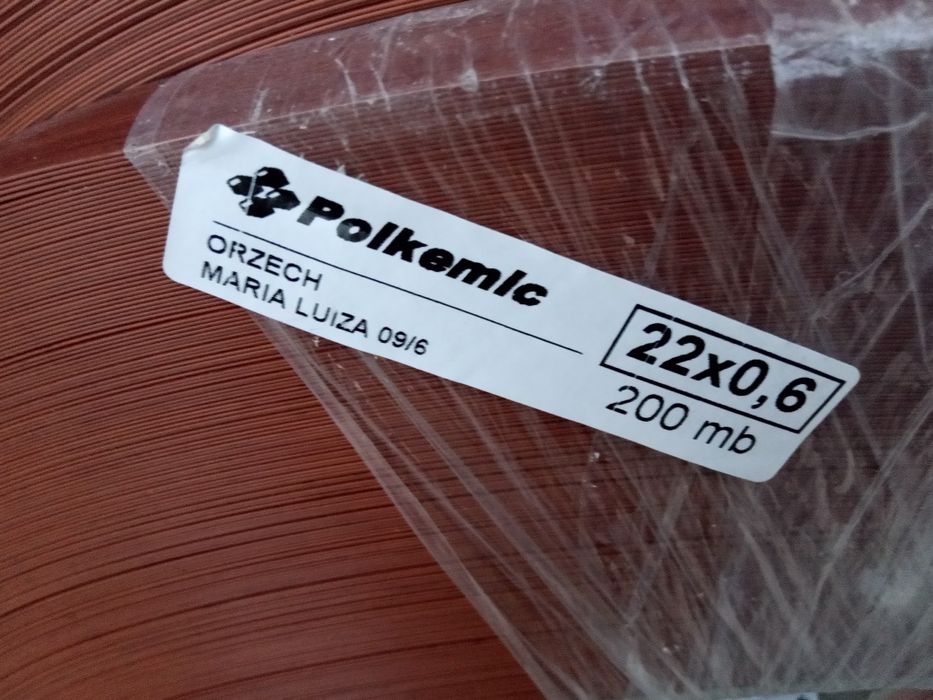 Polkemic
ORZECH
MARIA LUIZA 09/6
22x0,6
200 mb